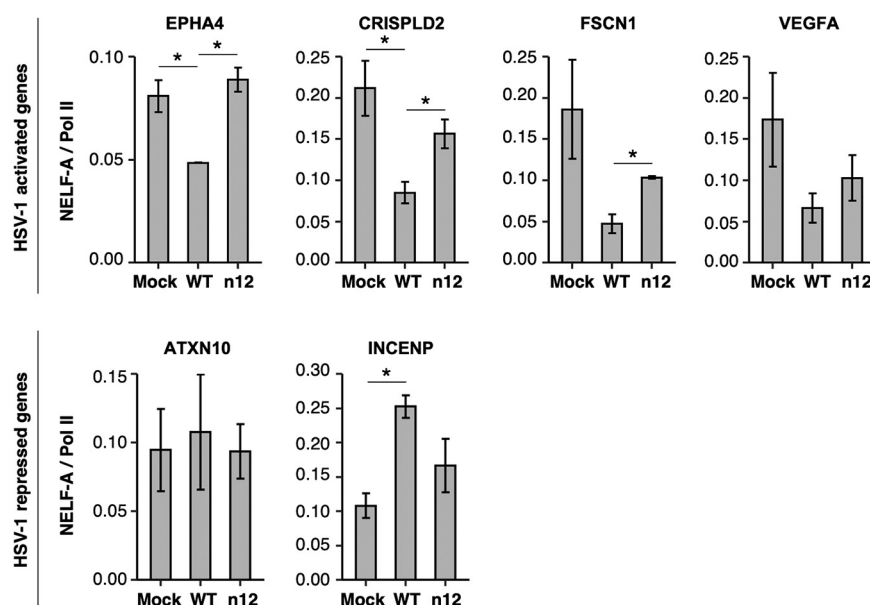 HSV-1 activated genes
NELF-A / Pol II
EPHA4
0.10
0.05
0.00
* *
Mock WT n12
CRISPLD2
0.25
0.20
0.15
0.10
0.05
0.00
*
*
Mock WT n12
FSCN1
0.25
0.20
0.15
0.10
0.05
0.00
*
Mock WT n12
VEGFA
0.25
0.20
0.15
0.10
0.05
0.00
Mock WT n12
HSV-1 repressed genes
NELF-A / Pol II
ATXN10
0.15
0.10
0.05
0.00
Mock WT n12
INCENP
0.30
0.25
0.20
0.15
0.10
0.05
0.00
*
Mock WT n12